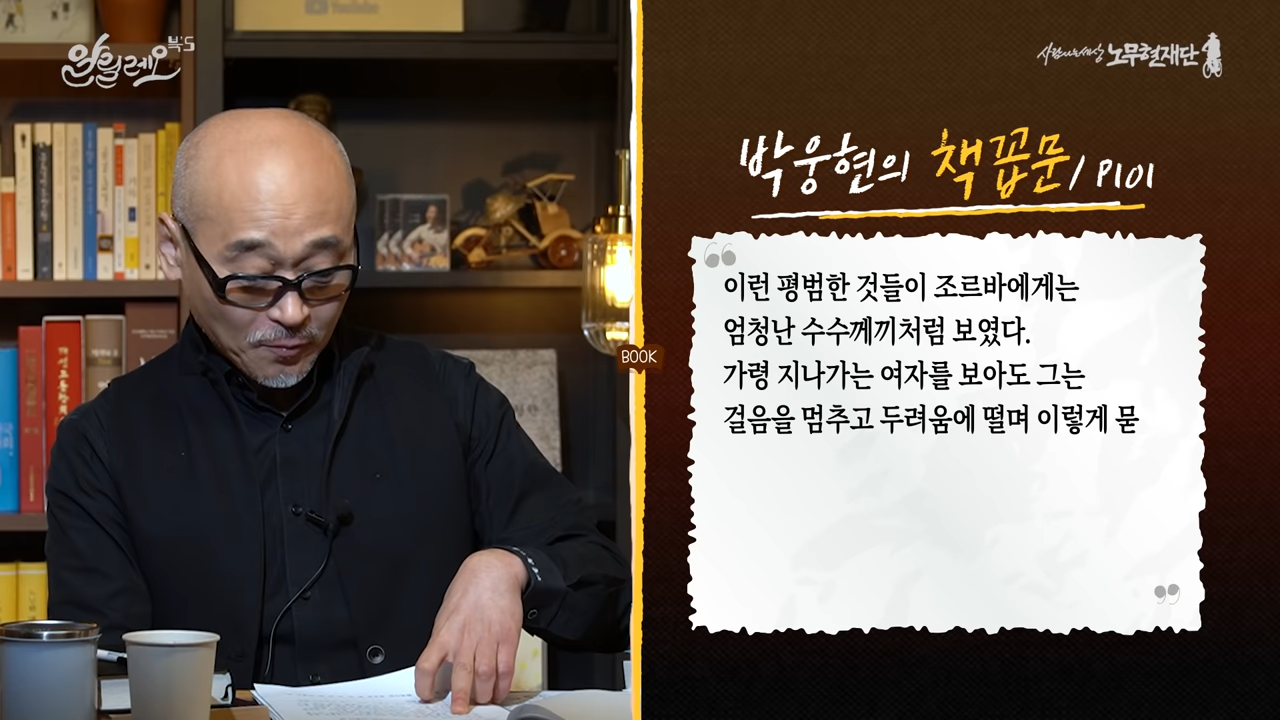 알릴레오 북's
사람사는세상 노무현재단
박웅현의 책꼽문 / P101
BOOK
“
이런 평범한 것들이 조르바에게는
엄청난 수수께끼처럼 보였다.
가령 지나가는 여자를 보아도 그는
걸음을 멈추고 두려움에 떨며 이렇게 묻
”
YouTube